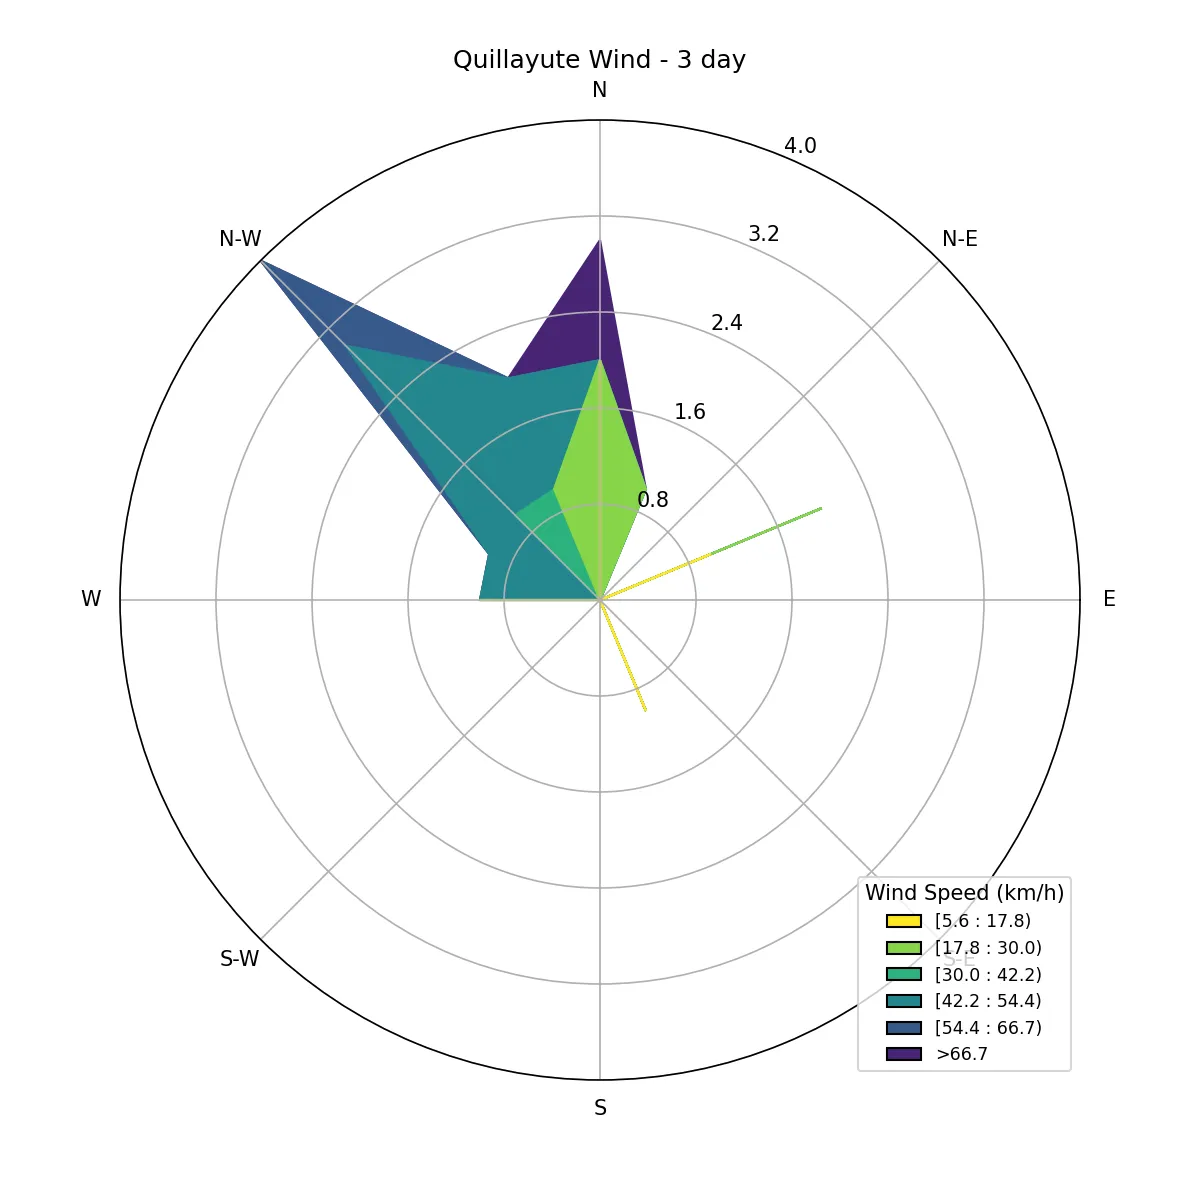 Quillayute Wind - 3 day
N
4.0
N-W
3.2
N-E
2.4
1.6
0.8
W
E
Wind Speed (km/h)
[5.6 : 17.8)
[17.8 : 30.0)
S-W
S-E
[30.0 : 42.2)
[42.2 : 54.4)
[54.4 : 66.7)
>66.7
S